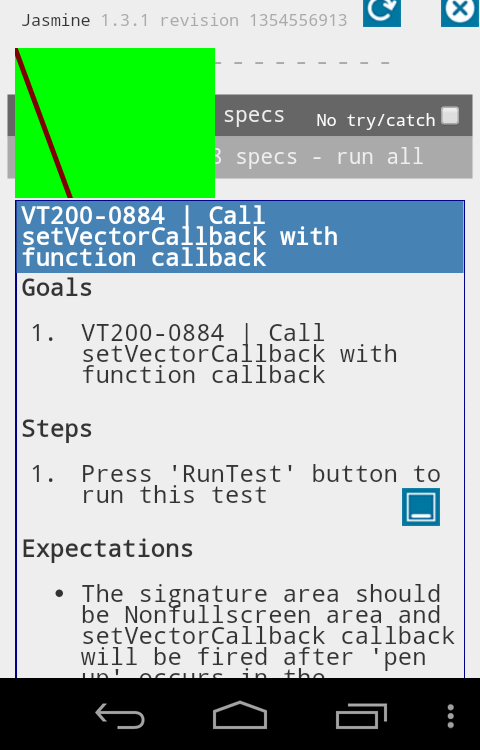 Jasmine 1.3.1 revision 1354556913
specs No try/catch
specs - run all
VT200-0884 | Call
setVectorCallback with
function callback
Goals
1. VT200-0884 | Call
setVectorCallback with
function callback
Steps
1. Press 'RunTest' button to
run this test
Expectations
• The signature area should
be Nonfullscreen area and
setVectorCallback callback
will be fired after 'pen
up' occurs in the